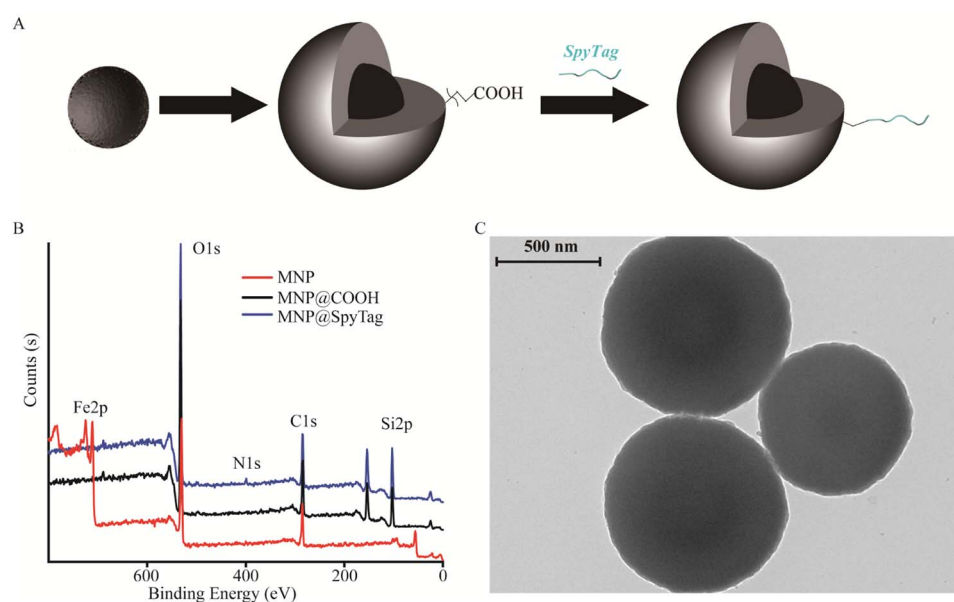 A
SpyTag
COOH
B
O1s
MNP
MNP@COOH
MNP@SpyTag
Fe2p
N1s
C1s
Si2p
Counts (s)
600
400
200
0
Binding Energy (eV)
C
500 nm